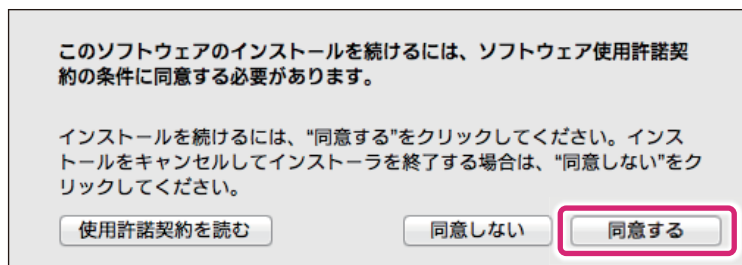 このソフトウェアのインストールを続けるには、ソフトウェア使用許諾契
約の条件に同意する必要があります。
インストールを続けるには、“同意する”をクリックしてください。インス
トールをキャンセルしてインストーラを終了する場合は、“同意しない”をク
リックしてください。
使用許諾契約を読む 同意しない 同意する